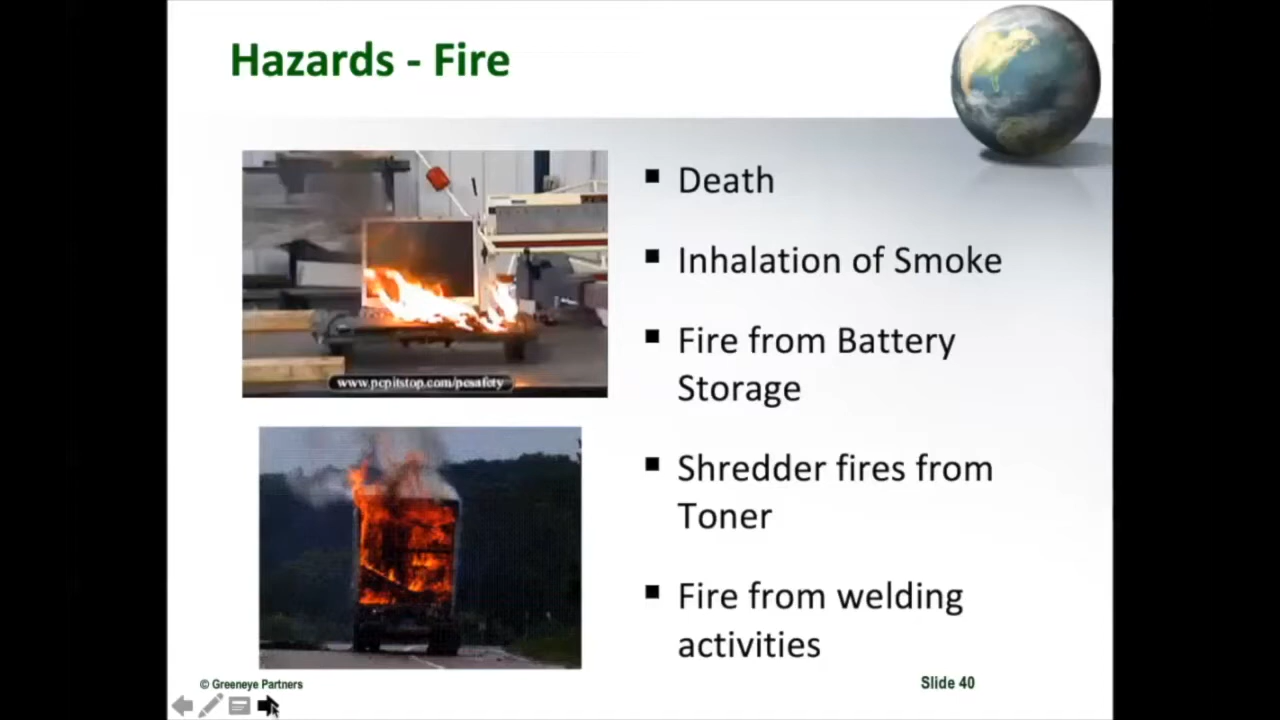 Hazards - Fire
Death
Inhalation of Smoke
Fire from Battery
Storage
Shredder fires from
Toner
Fire from welding
activities
www.pcpitstop.com/pcsafety
© Greeneye Partners
Slide 40